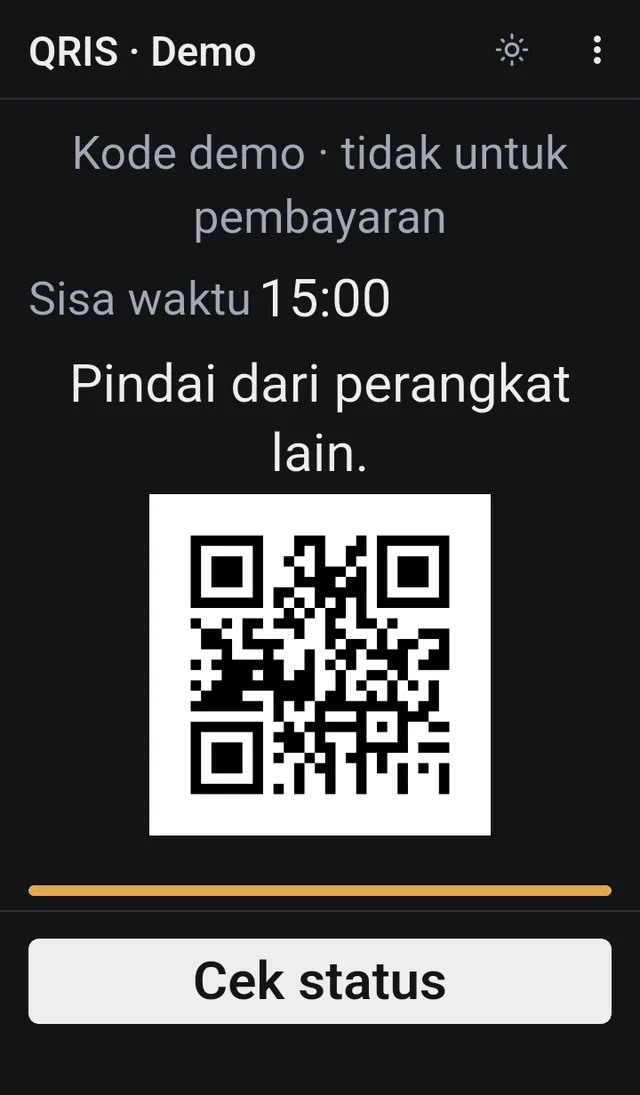 QRIS · Demo
Kode demo · tidak untuk
pembayaran
Sisa waktu 15:00
Pindai dari perangkat
lain.
Cek status